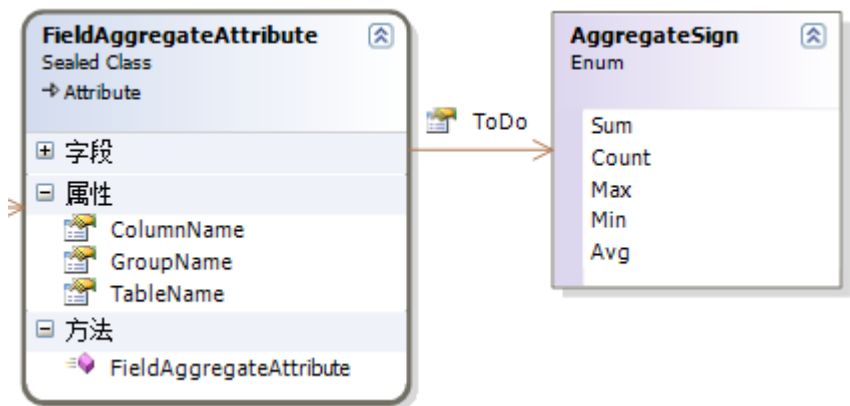 FieldAggregateAttribute
Sealed Class
Attribute
字段
属性
ColumnName
GroupName
TableName
方法
FieldAggregateAttribute
ToDo
AggregateSign
Enum
Sum
Count
Max
Min
Avg